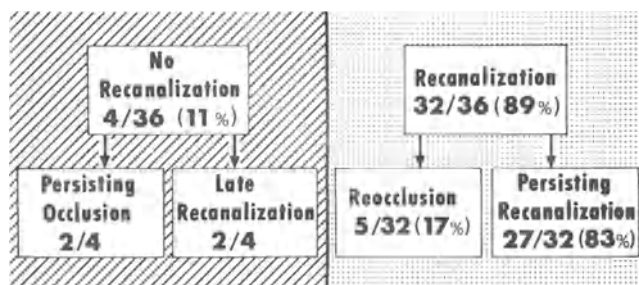 No
Recanalization
4/36 (11%)
Recanalization
32/36 (89%)
Persisting
Occlusion
2/4
Late
Recanalization
2/4
Reocclusion
5/32 (17%)
Persisting
Recanalization
27/32 (83%)